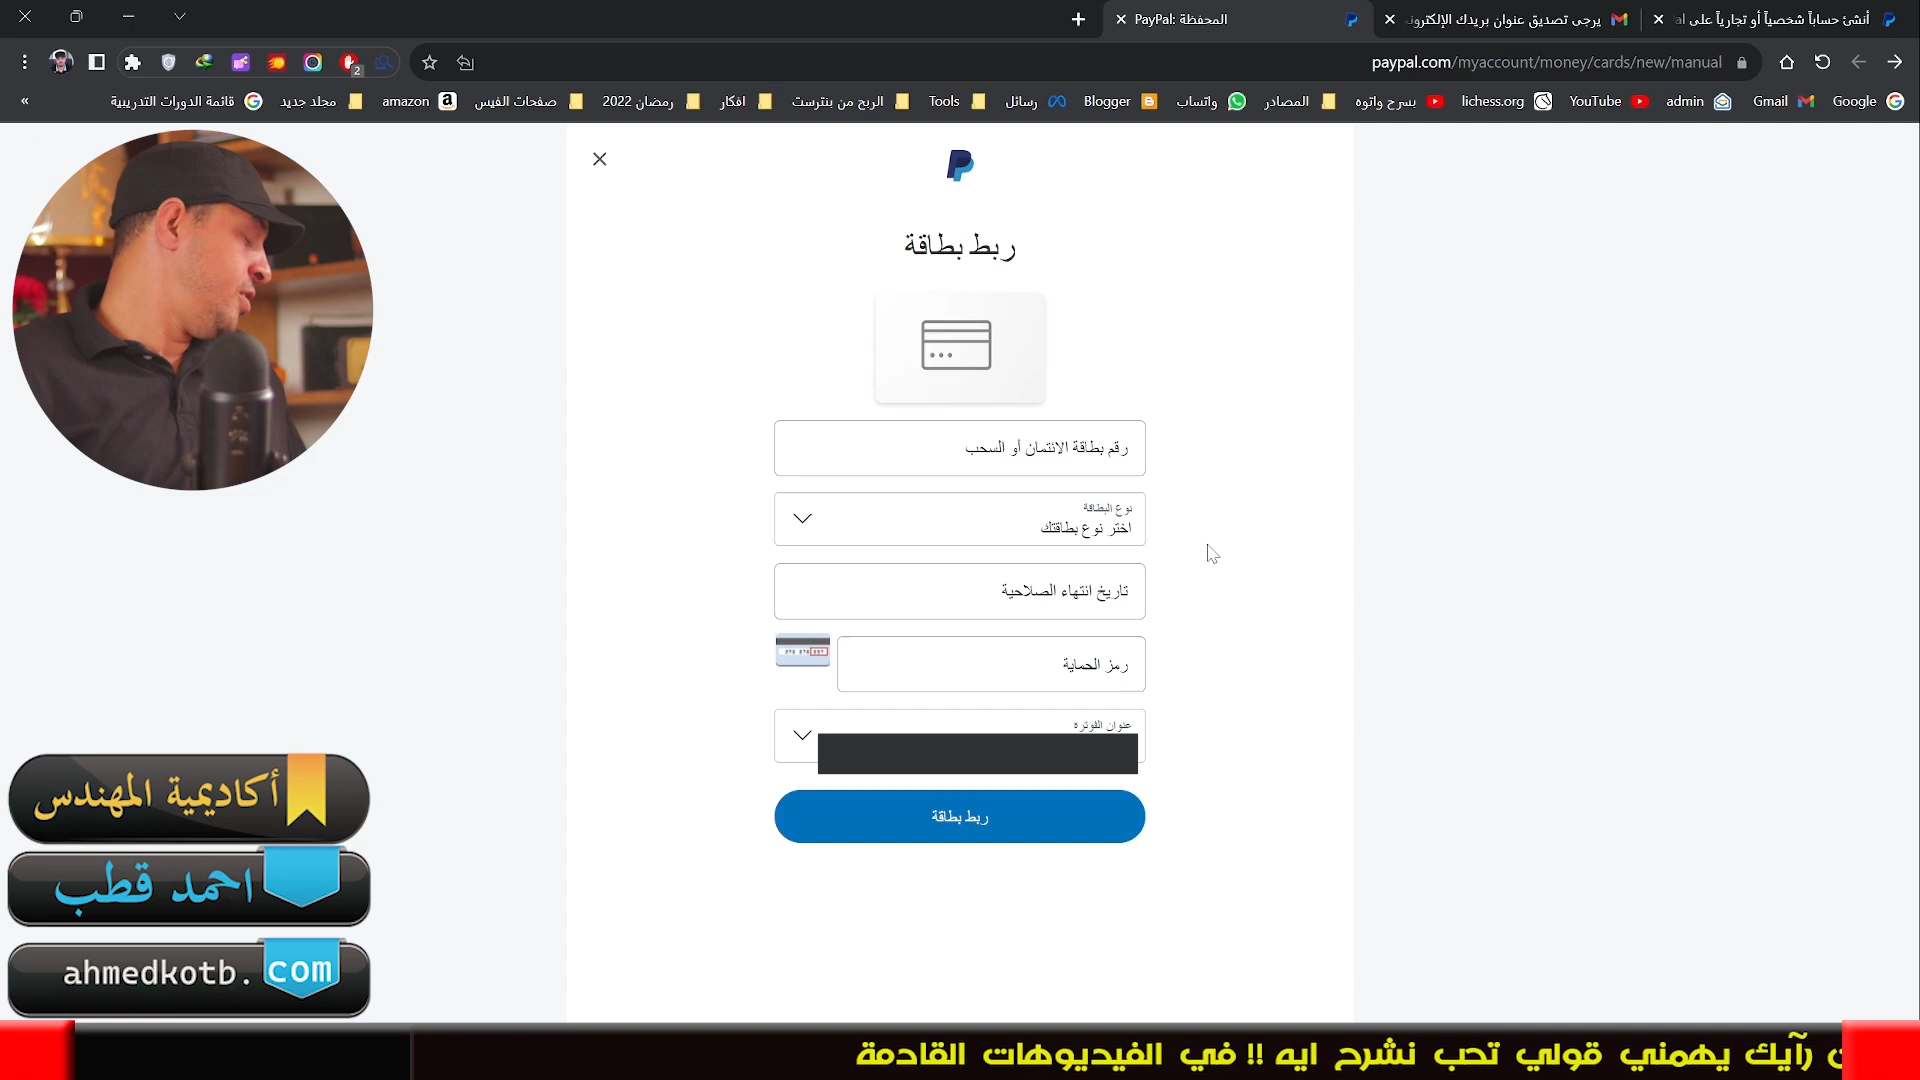 المحفظة: PayPal
يرجى تصديق عنوان بريدك الإلكترون
أنشئ حساباً شخصياً أو تجارياً على
paypal.com/myaccount/money/cards/new/manual
2
Google
Gmail
admin
YouTube
lichess.org
بسرح واتوه
المصادر
واتساب
Blogger
رسائل
Tools
الربح من بنترست
افكار
رمضان 2022
صفحات الفيس
amazon
مجلد جديد
قائمة الدورات التدريبية
«
ربط بطاقة
رقم بطاقة الائتمان أو السحب
نوع البطاقة
اختر نوع بطاقتك
تاريخ انتهاء الصلاحية
رمز الحماية
عنوان الفوترة
ربط بطاقة
أكاديمية المهندس
احمد قطب
ahmedkotb.com
رآيك يهمني قولي تحب نشرح ايه !! في الفيديوهات القادمة